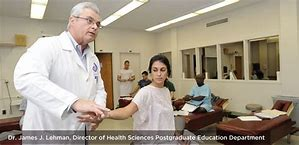 Dr. James J. Lehman, Director of Health Sciences Postgraduate Education Department